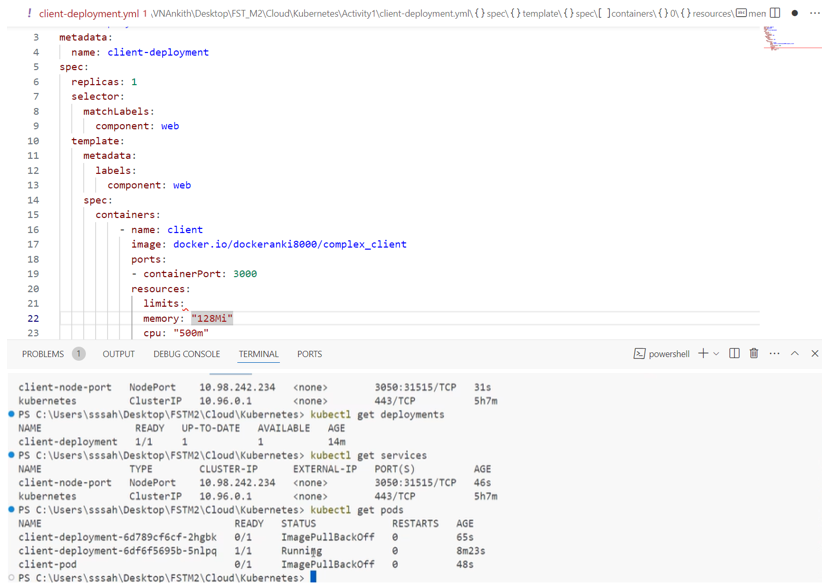 ! client-deployment.yml 1 .\VNAnkith\Desktop\FST_M2\Cloud\Kubernetes\Activity1\client-deployment.yml\{}spec\{}template\{}spec\[ ]containers\{}0\{}resources\mem
3 metadata:
4 name: client-deployment
5 spec:
6 replicas: 1
7 selector:
8 matchLabels:
9 component: web
10 template:
11 metadata:
12 labels:
13 component: web
14 spec:
15 containers:
16 - name: client
17 image: docker.io/dockeranki8000/complex_client
18 ports:
19 - containerPort: 3000
20 resources:
21 limits:
22 memory: "128Mi"
23 cpu: "500m"
PROBLEMS 1 OUTPUT DEBUG CONSOLE TERMINAL PORTS powershell
client-node-port NodePort 10.98.242.234 <none> 3050:31515/TCP 31s
kubernetes ClusterIP 10.96.0.1 <none> 443/TCP 5h7m
PS C:\Users\sssah\Desktop\FSTM2\Cloud\Kubernetes> kubectl get deployments
NAME READY UP-TO-DATE AVAILABLE AGE
client-deployment 1/1 1 1 14m
PS C:\Users\sssah\Desktop\FSTM2\Cloud\Kubernetes> kubectl get services
NAME TYPE CLUSTER-IP EXTERNAL-IP PORT(S) AGE
client-node-port NodePort 10.98.242.234 <none> 3050:31515/TCP 46s
kubernetes ClusterIP 10.96.0.1 <none> 443/TCP 5h7m
PS C:\Users\sssah\Desktop\FSTM2\Cloud\Kubernetes> kubectl get pods
NAME READY STATUS RESTARTS AGE
client-deployment-6d789cf6cf-2hgbk 0/1 ImagePullBackOff 0 65s
client-deployment-6df6f5695b-5nlpq 1/1 Running 0 8m23s
client-pod 0/1 ImagePullBackOff 0 48s
PS C:\Users\sssah\Desktop\FSTM2\Cloud\Kubernetes>